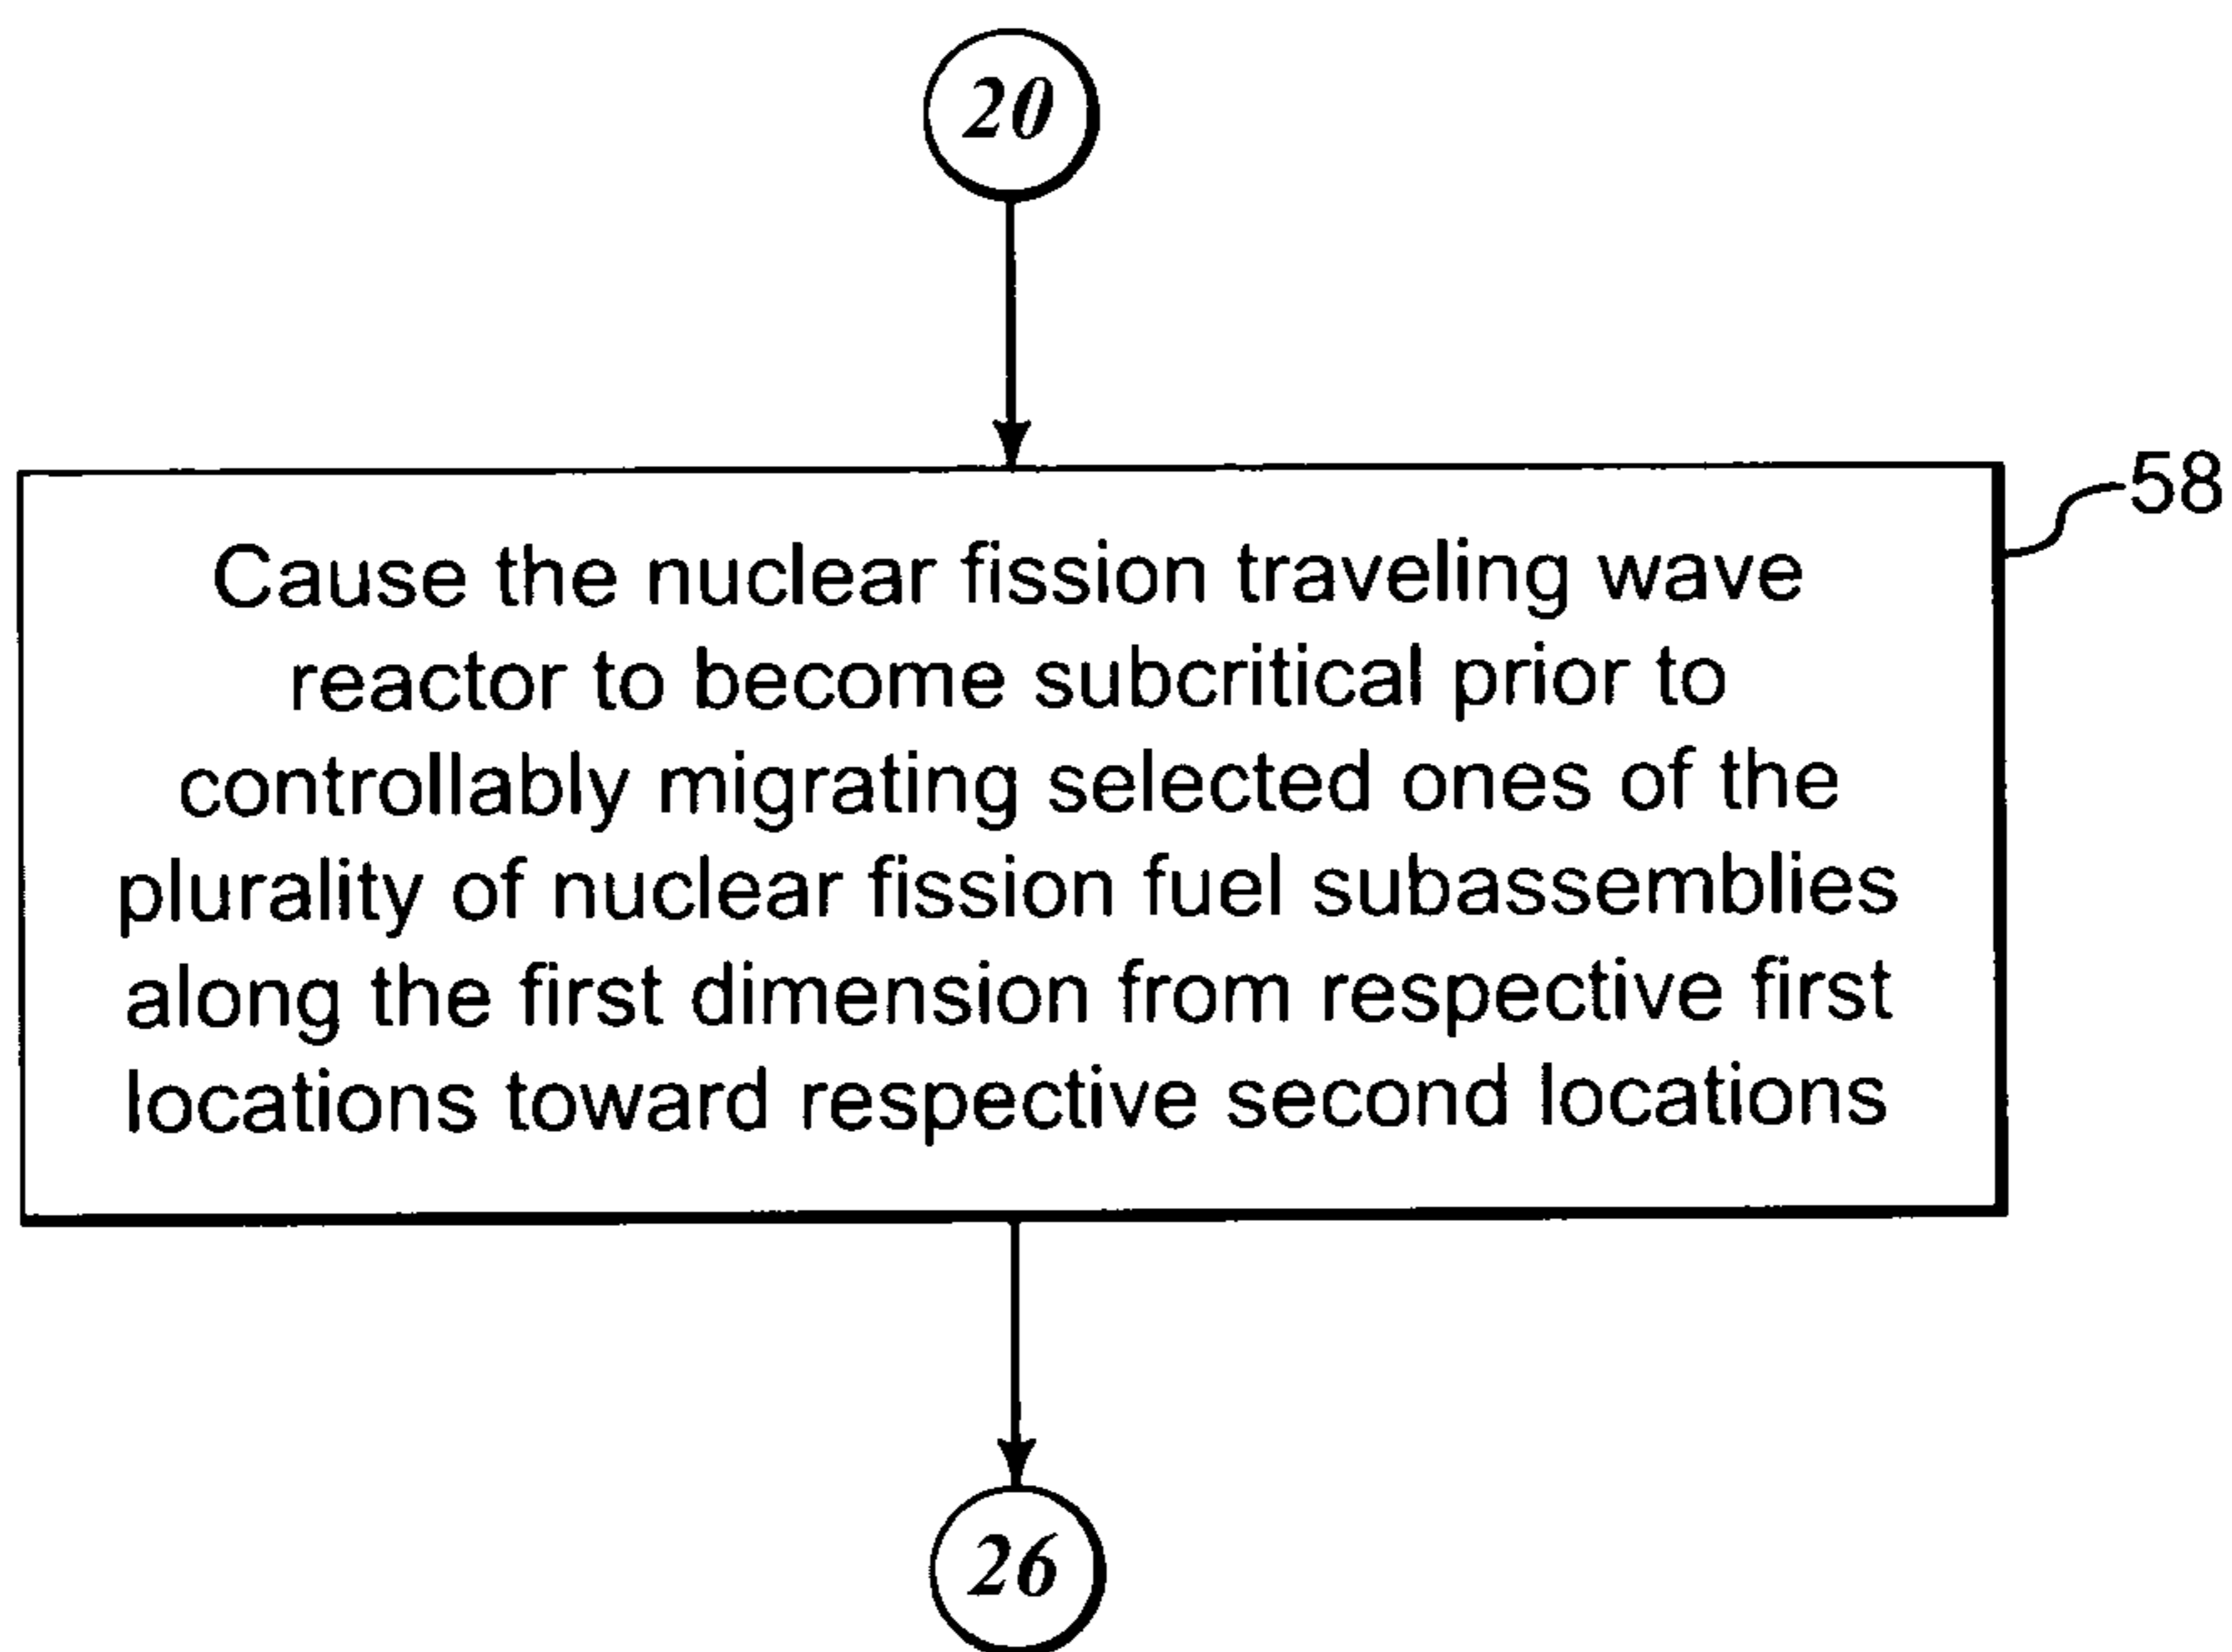 20
58
Cause the nuclear fission traveling wave
reactor to become subcritical prior to
controllably migrating selected ones of the
plurality of nuclear fission fuel subassemblies
along the first dimension from respective first
locations toward respective second locations
26